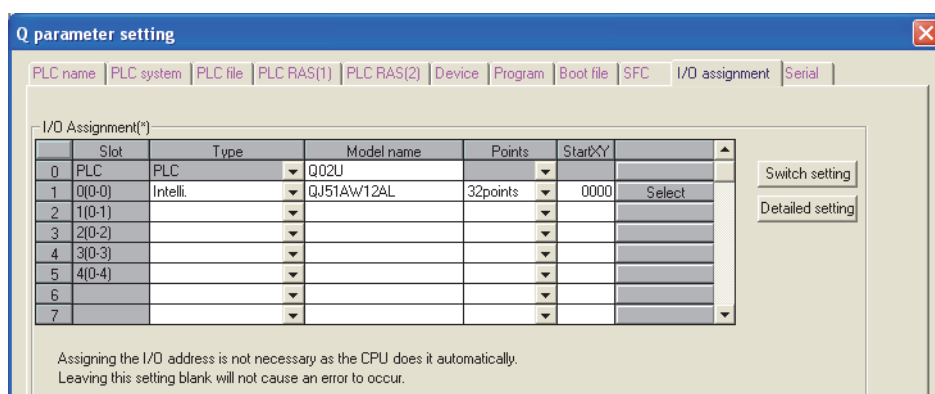 Q parameter setting
PLC name PLC system PLC file PLC RAS(1) PLC RAS(2) Device Program Boot file SFC I/O assignment Serial
I/O Assignment(*)
Slot Type Model name Points StartXY
0 PLC PLC Q02U
1 0(0-0) Intelli. QJ51AW12AL 32points 0000 Select
2 1(0-1)
3 2(0-2)
4 3(0-3)
5 4(0-4)
6
7
Switch setting
Detailed setting
Assigning the I/O address is not necessary as the CPU does it automatically.
Leaving this setting blank will not cause an error to occur.